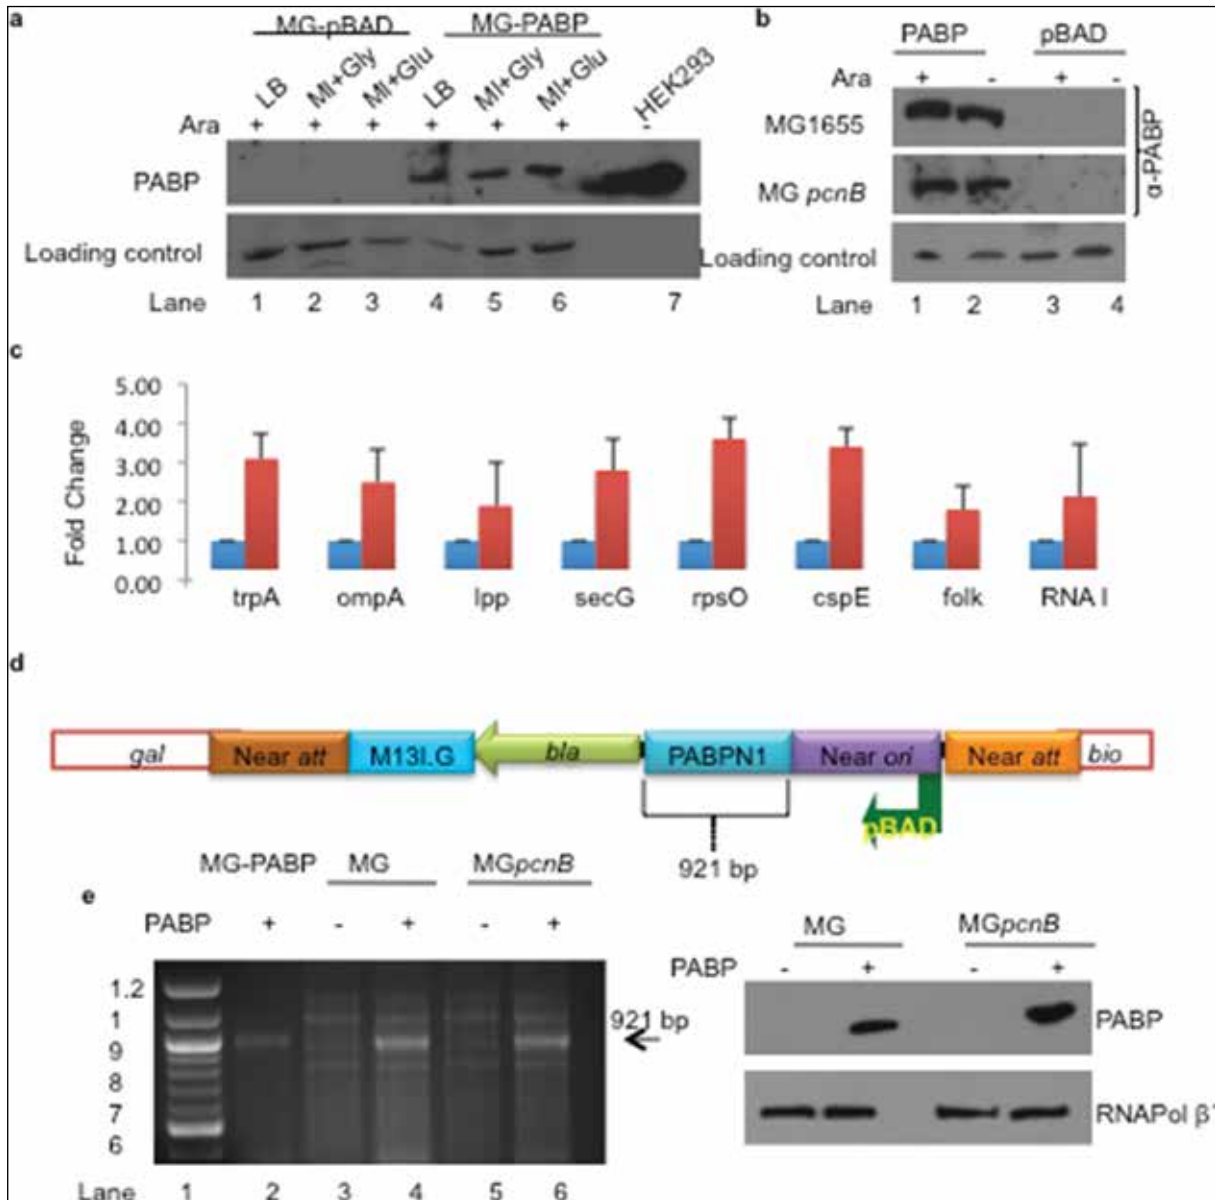 a
MG-pBAD MG-PABP
LB MI+Gly MI+Glu LB MI+Gly MI+Glu HEK293
Ara + + + + + + -
PABP
Loading control
Lane 1 2 3 4 5 6 7
b
PABP pBAD
Ara + - + -
MG1655
MG pcnB
α-PABP
Loading control
Lane 1 2 3 4
c
Fold Change
5.00
4.00
3.00
2.00
1.00
0.00
trpA ompA lpp secG rpsO cspE folk RNA I
d
gal Near att M13I.G bla PABPN1 Near ori Near att bio
pBAD
921 bp
e
MG-PABP MG MGpcnB
PABP + - + - +
1.2
1
9
8
7
6
921 bp
Lane 1 2 3 4 5 6
MG MGpcnB
PABP - + - +
PABP
RNAPol β'